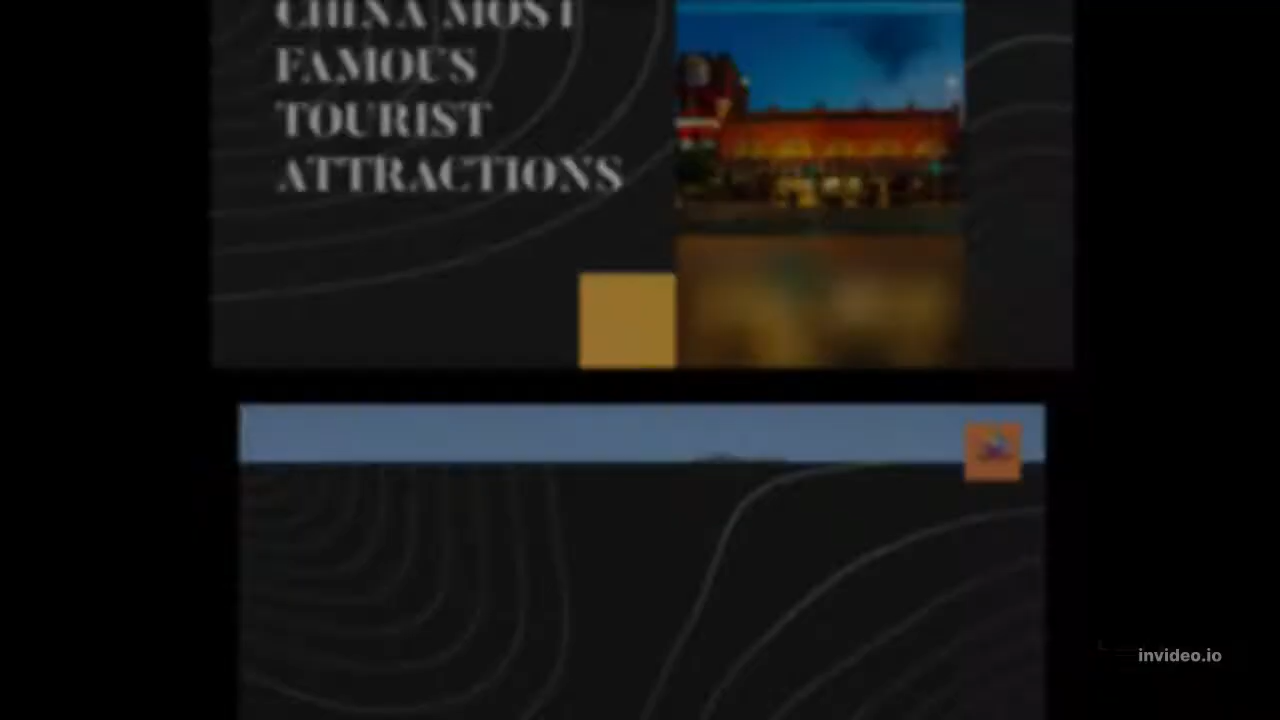 CHINA MOST
FAMOUS
TOURIST
ATTRACTIONS
invideo.io